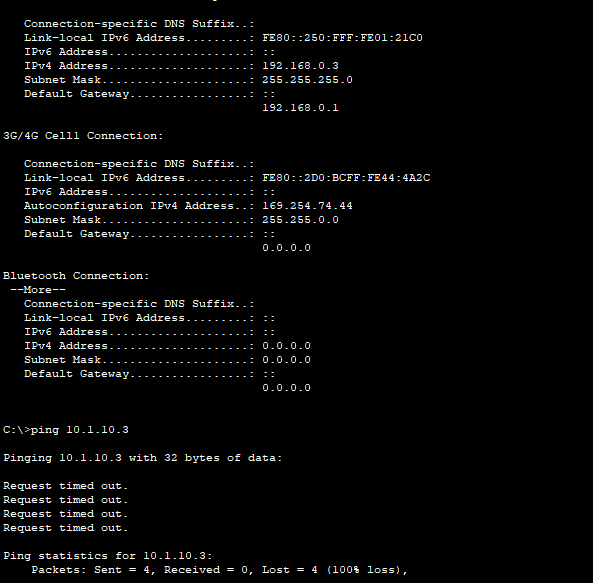 Connection-specific DNS Suffix..:
Link-local IPv6 Address.........: FE80::250:FFF:FE01:21C0
IPv6 Address....................: ::
IPv4 Address....................: 192.168.0.3
Subnet Mask.....................: 255.255.255.0
Default Gateway.................: ::
192.168.0.1
3G/4G Cell1 Connection:
Connection-specific DNS Suffix..:
Link-local IPv6 Address.........: FE80::2D0:BCFF:FE44:4A2C
IPv6 Address....................: ::
Autoconfiguration IPv4 Address..: 169.254.74.44
Subnet Mask.....................: 255.255.0.0
Default Gateway.................: ::
0.0.0.0
Bluetooth Connection:
--More--
Connection-specific DNS Suffix..:
Link-local IPv6 Address.........: ::
IPv6 Address....................: ::
IPv4 Address....................: 0.0.0.0
Subnet Mask.....................: 0.0.0.0
Default Gateway.................: ::
0.0.0.0
C:\>ping 10.1.10.3
Pinging 10.1.10.3 with 32 bytes of data:
Request timed out.
Request timed out.
Request timed out.
Request timed out.
Ping statistics for 10.1.10.3:
Packets: Sent = 4, Received = 0, Lost = 4 (100% loss),